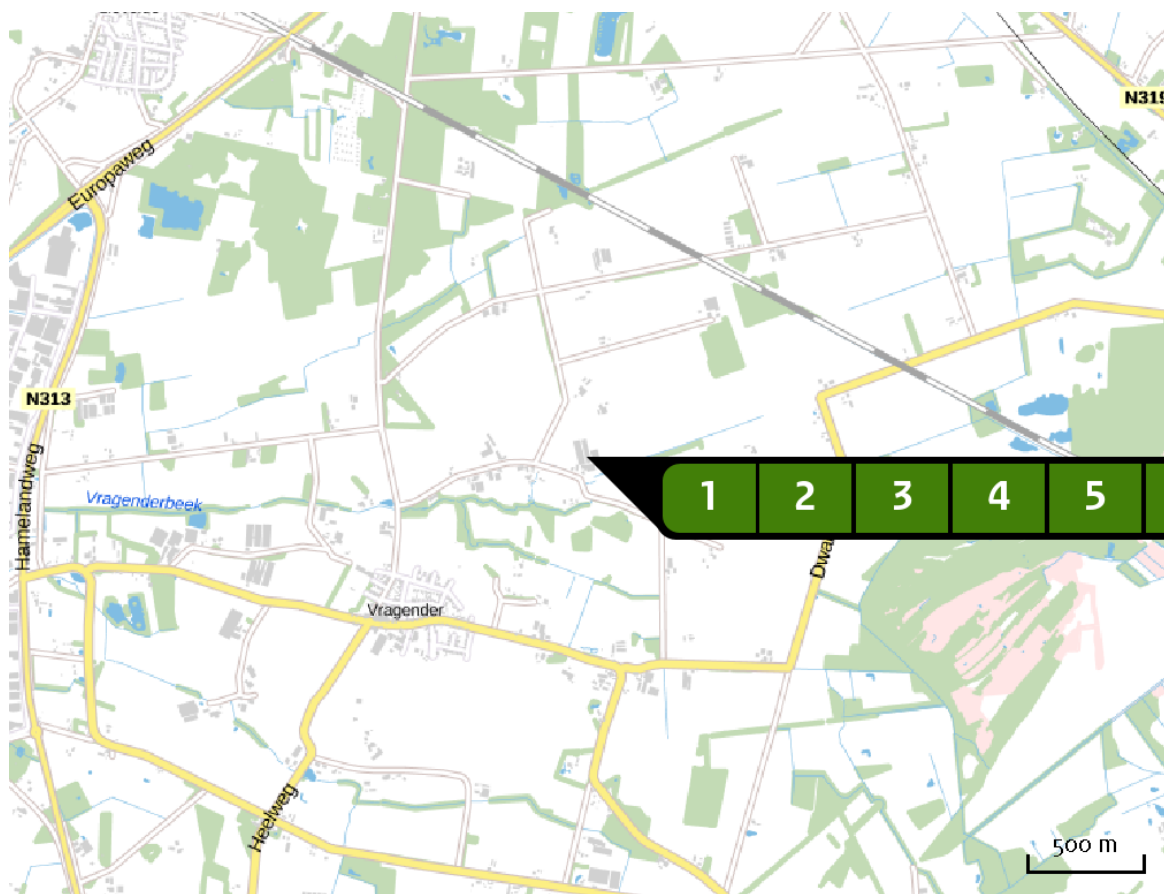 Europaweg
N319
N313
Hamelandweg
Vragenderbeek
1 2 3 4 5
Vragender
Heelweg
500 m